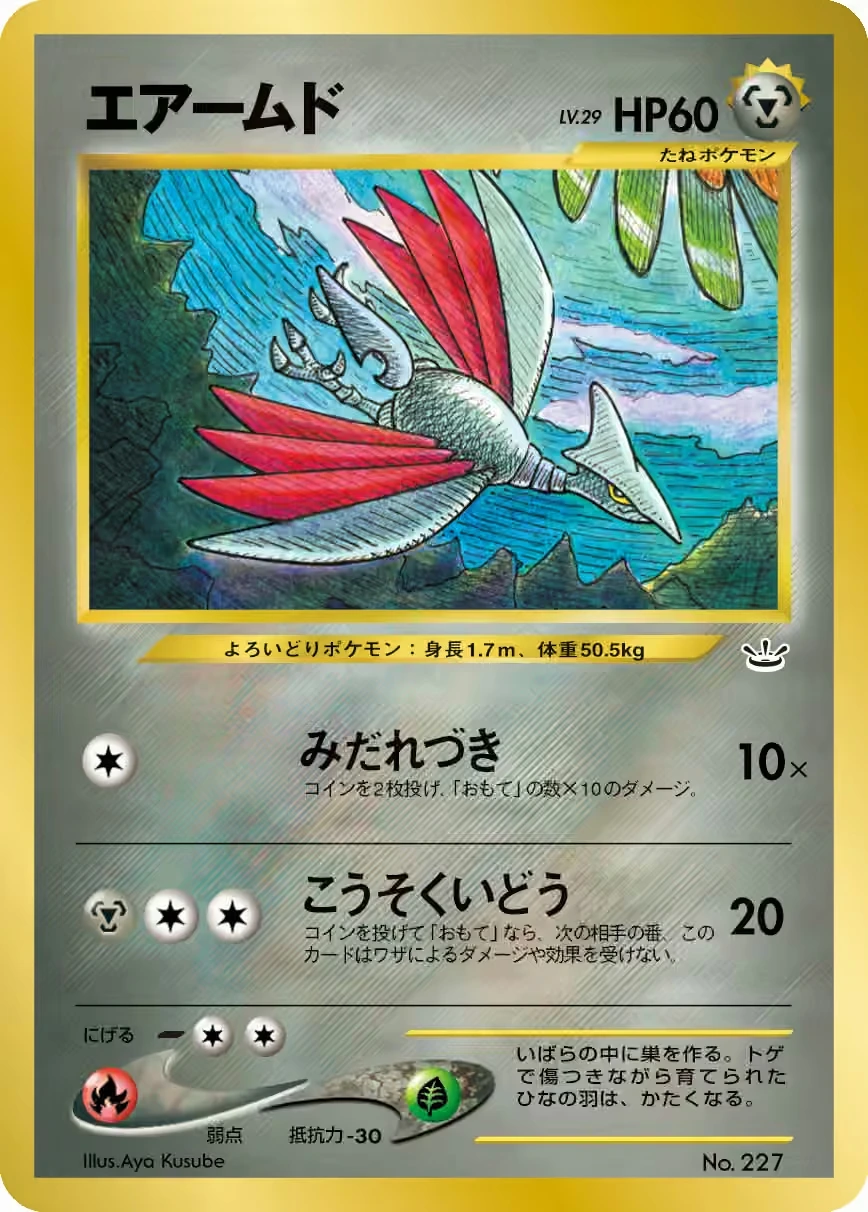 エアームド
LV.29 HP60
たねポケモン
よろいどりポケモン：身長1.7m、体重50.5kg
みだれづき
10×
コインを2枚投げ、「おもて」の数×10のダメージ。
こうそくいどう
20
コインを投げて「おもて」なら、次の相手の番、この
カードはワザによるダメージや効果を受けない。
にげる
いばらの中に巣を作る。トゲ
で傷つきながら育てられた
ひなの羽は、かたくなる。
弱点
抵抗力-30
Illus.Aya Kusube
No. 227